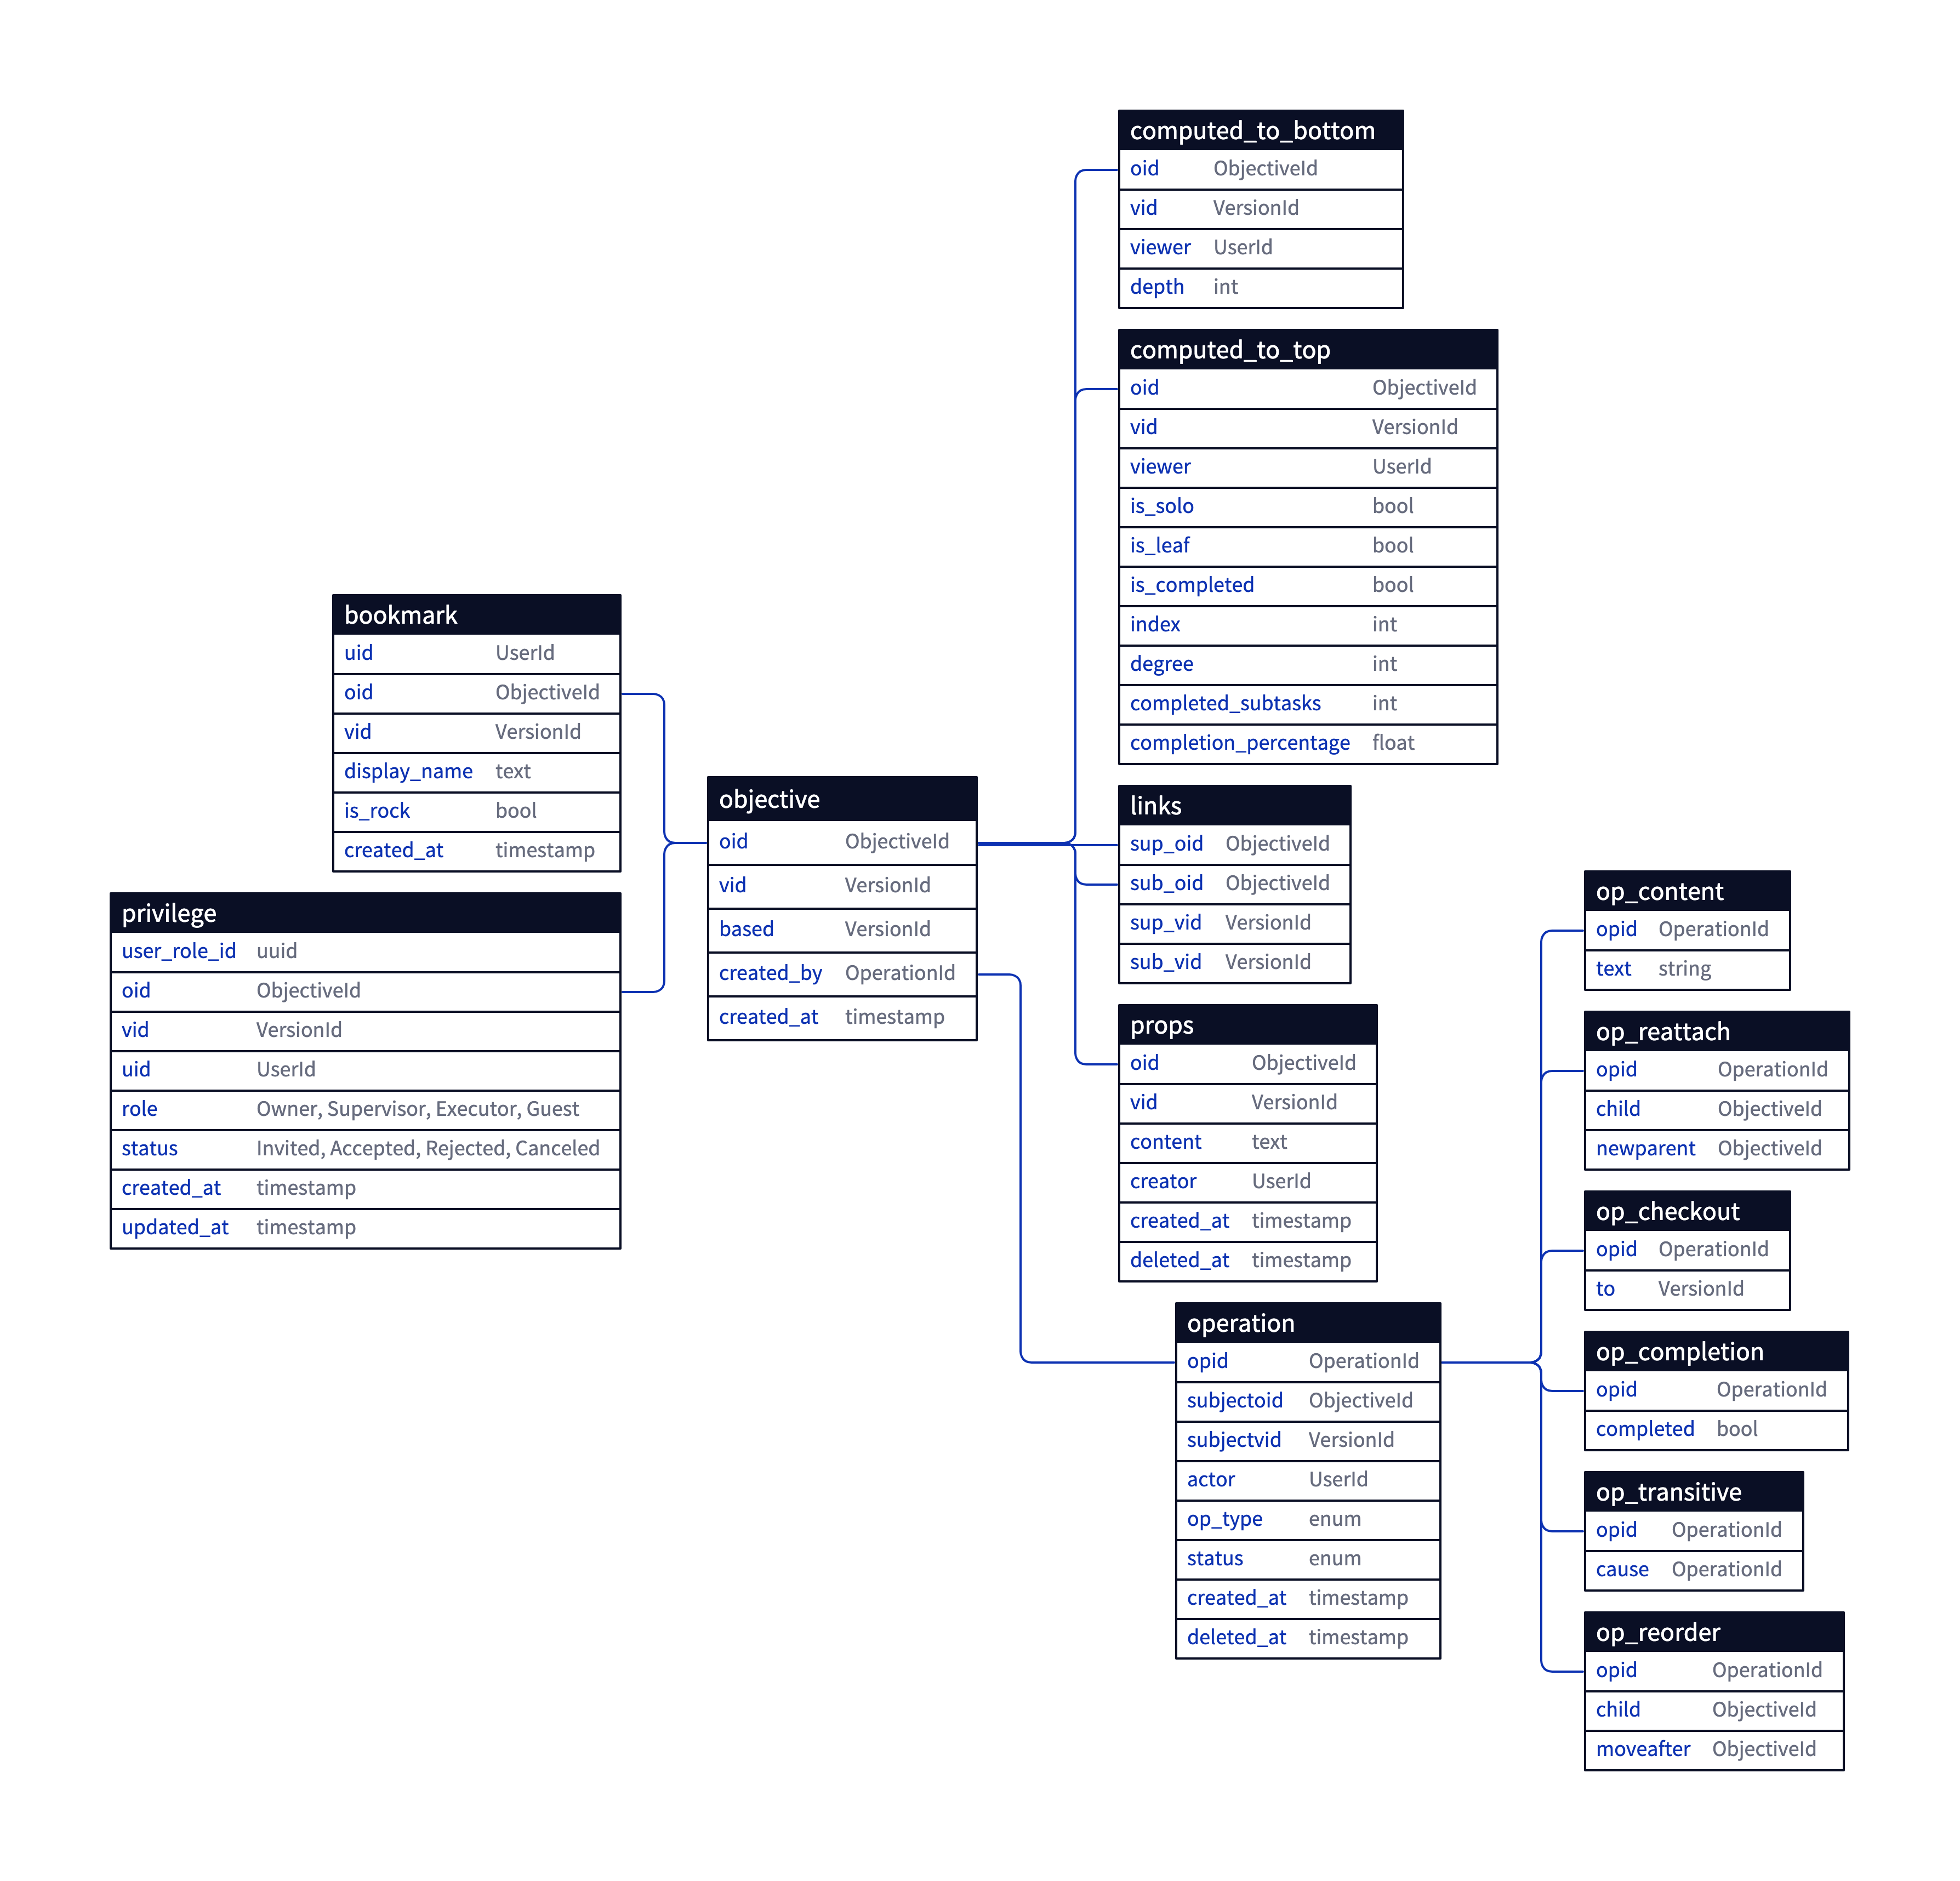 computed_to_bottom
oid ObjectiveId
vid VersionId
viewer UserId
depth int
computed_to_top
oid ObjectiveId
vid VersionId
viewer UserId
is_solo bool
is_leaf bool
is_completed bool
index int
degree int
completed_subtasks int
completion_percentage float
bookmark
uid UserId
oid ObjectiveId
vid VersionId
display_name text
is_rock bool
created_at timestamp
privilege
user_role_id uuid
oid ObjectiveId
vid VersionId
uid UserId
role Owner, Supervisor, Executor, Guest
status Invited, Accepted, Rejected, Canceled
created_at timestamp
updated_at timestamp
objective
oid ObjectiveId
vid VersionId
based VersionId
created_by OperationId
created_at timestamp
links
sup_oid ObjectiveId
sub_oid ObjectiveId
sup_vid VersionId
sub_vid VersionId
props
oid ObjectiveId
vid VersionId
content text
creator UserId
created_at timestamp
deleted_at timestamp
operation
opid OperationId
subjectoid ObjectiveId
subjectvid VersionId
actor UserId
op_type enum
status enum
created_at timestamp
deleted_at timestamp
op_content
opid OperationId
text string
op_reattach
opid OperationId
child ObjectiveId
newparent ObjectiveId
op_checkout
opid OperationId
to VersionId
op_completion
opid OperationId
completed bool
op_transitive
opid OperationId
cause OperationId
op_reorder
opid OperationId
child ObjectiveId
moveafter ObjectiveId